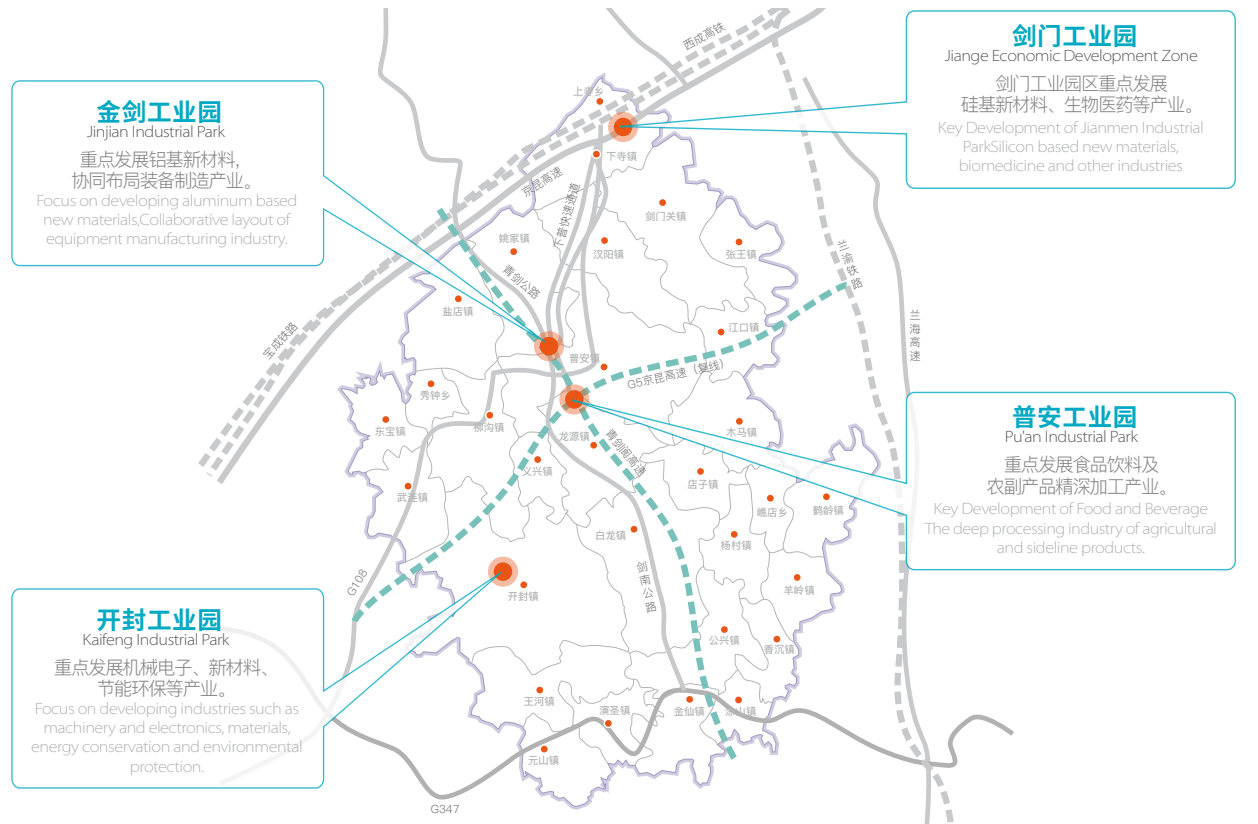 金剑工业园
Jinjian Industrial Park
重点发展铝基新材料,
协同布局装备制造产业。
Focus on developing aluminum based
new materials,Collaborative layout of
equipment manufacturing industry.
剑门工业园
Jiange Economic Development Zone
剑门工业园区重点发展
硅基新材料、生物医药等产业。
Key Development of Jianmen Industrial
ParkSilicon based new materials,
biomedicine and other industries
普安工业园
Pu'an Industrial Park
重点发展食品饮料及
农副产品精深加工产业。
Key Development of Food and Beverage
The deep processing industry of agricultural
and sideline products.
开封工业园
Kaifeng Industrial Park
重点发展机械电子、新材料、
节能环保等产业。
Focus on developing industries such as
machinery and electronics, materials,
energy conservation and environmental
protection.
西成高铁
上寺乡
下寺镇
京昆高速
下普快速通道
剑门关镇
姚家镇
汉阳镇
张王镇
兰渝铁路
青剑公路
盐店镇
兰海高速
宝成铁路
江口镇
普安镇
G5京昆高速（复线）
秀钟乡
东宝镇
柳沟镇
龙源镇
青剑阆高速
木马镇
义兴镇
店子镇
武连镇
樵店乡
鹤龄镇
白龙镇
杨村镇
G108
开封镇
剑南公路
羊岭镇
公兴镇
香沉镇
王河镇
演圣镇
金仙镇
涂山镇
元山镇
G347